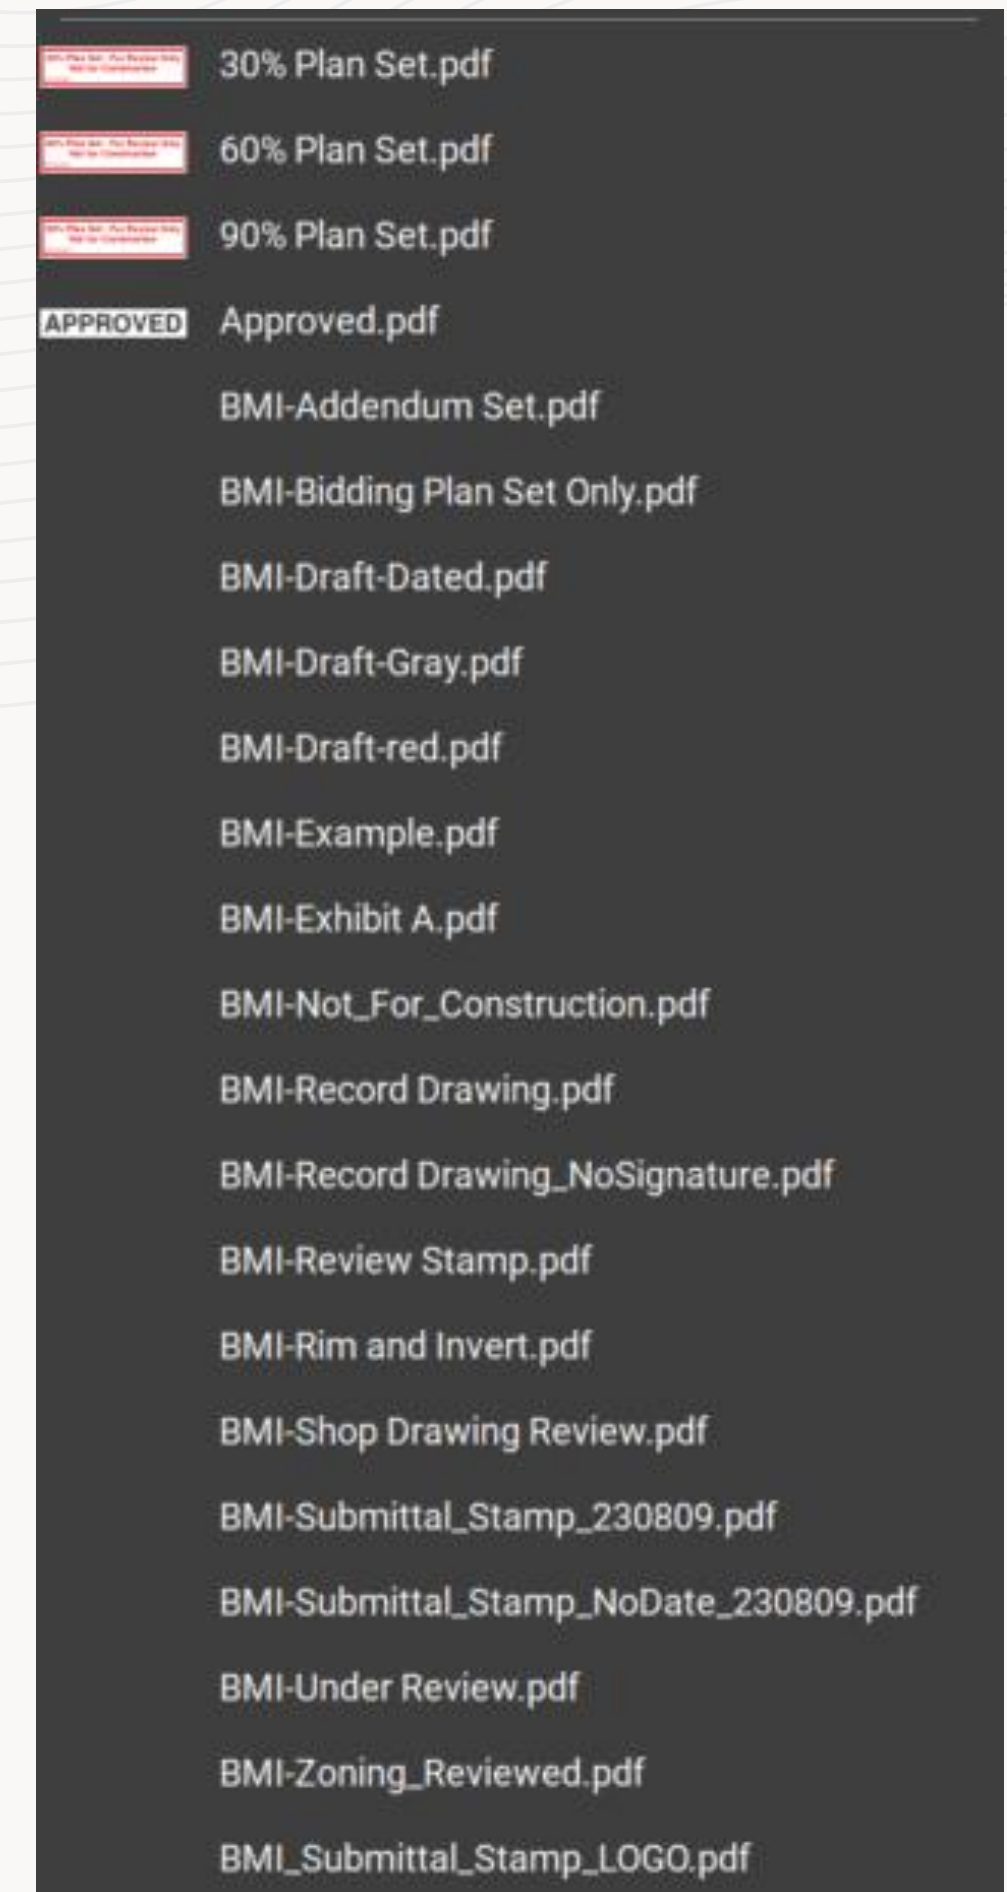 30% Plan Set.pdf
60% Plan Set.pdf
90% Plan Set.pdf
APPROVED Approved.pdf
BMI-Addendum Set.pdf
BMI-Bidding Plan Set Only.pdf
BMI-Draft-Dated.pdf
BMI-Draft-Gray.pdf
BMI-Draft-red.pdf
BMI-Example.pdf
BMI-Exhibit A.pdf
BMI-Not_For_Construction.pdf
BMI-Record Drawing.pdf
BMI-Record Drawing_NoSignature.pdf
BMI-Review Stamp.pdf
BMI-Rim and Invert.pdf
BMI-Shop Drawing Review.pdf
BMI-Submittal_Stamp_230809.pdf
BMI-Submittal_Stamp_NoDate_230809.pdf
BMI-Under Review.pdf
BMI-Zoning_Reviewed.pdf
BMI_Submittal_Stamp_LOGO.pdf